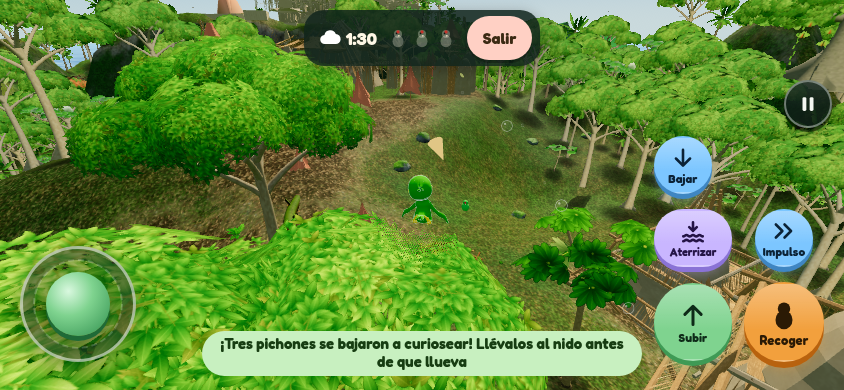 1:30
Salir
Bajar
Aterrizar
Impulso
Subir
Recoger
¡Tres pichones se bajaron a curiosear! Llévalos al nido antes
de que llueva